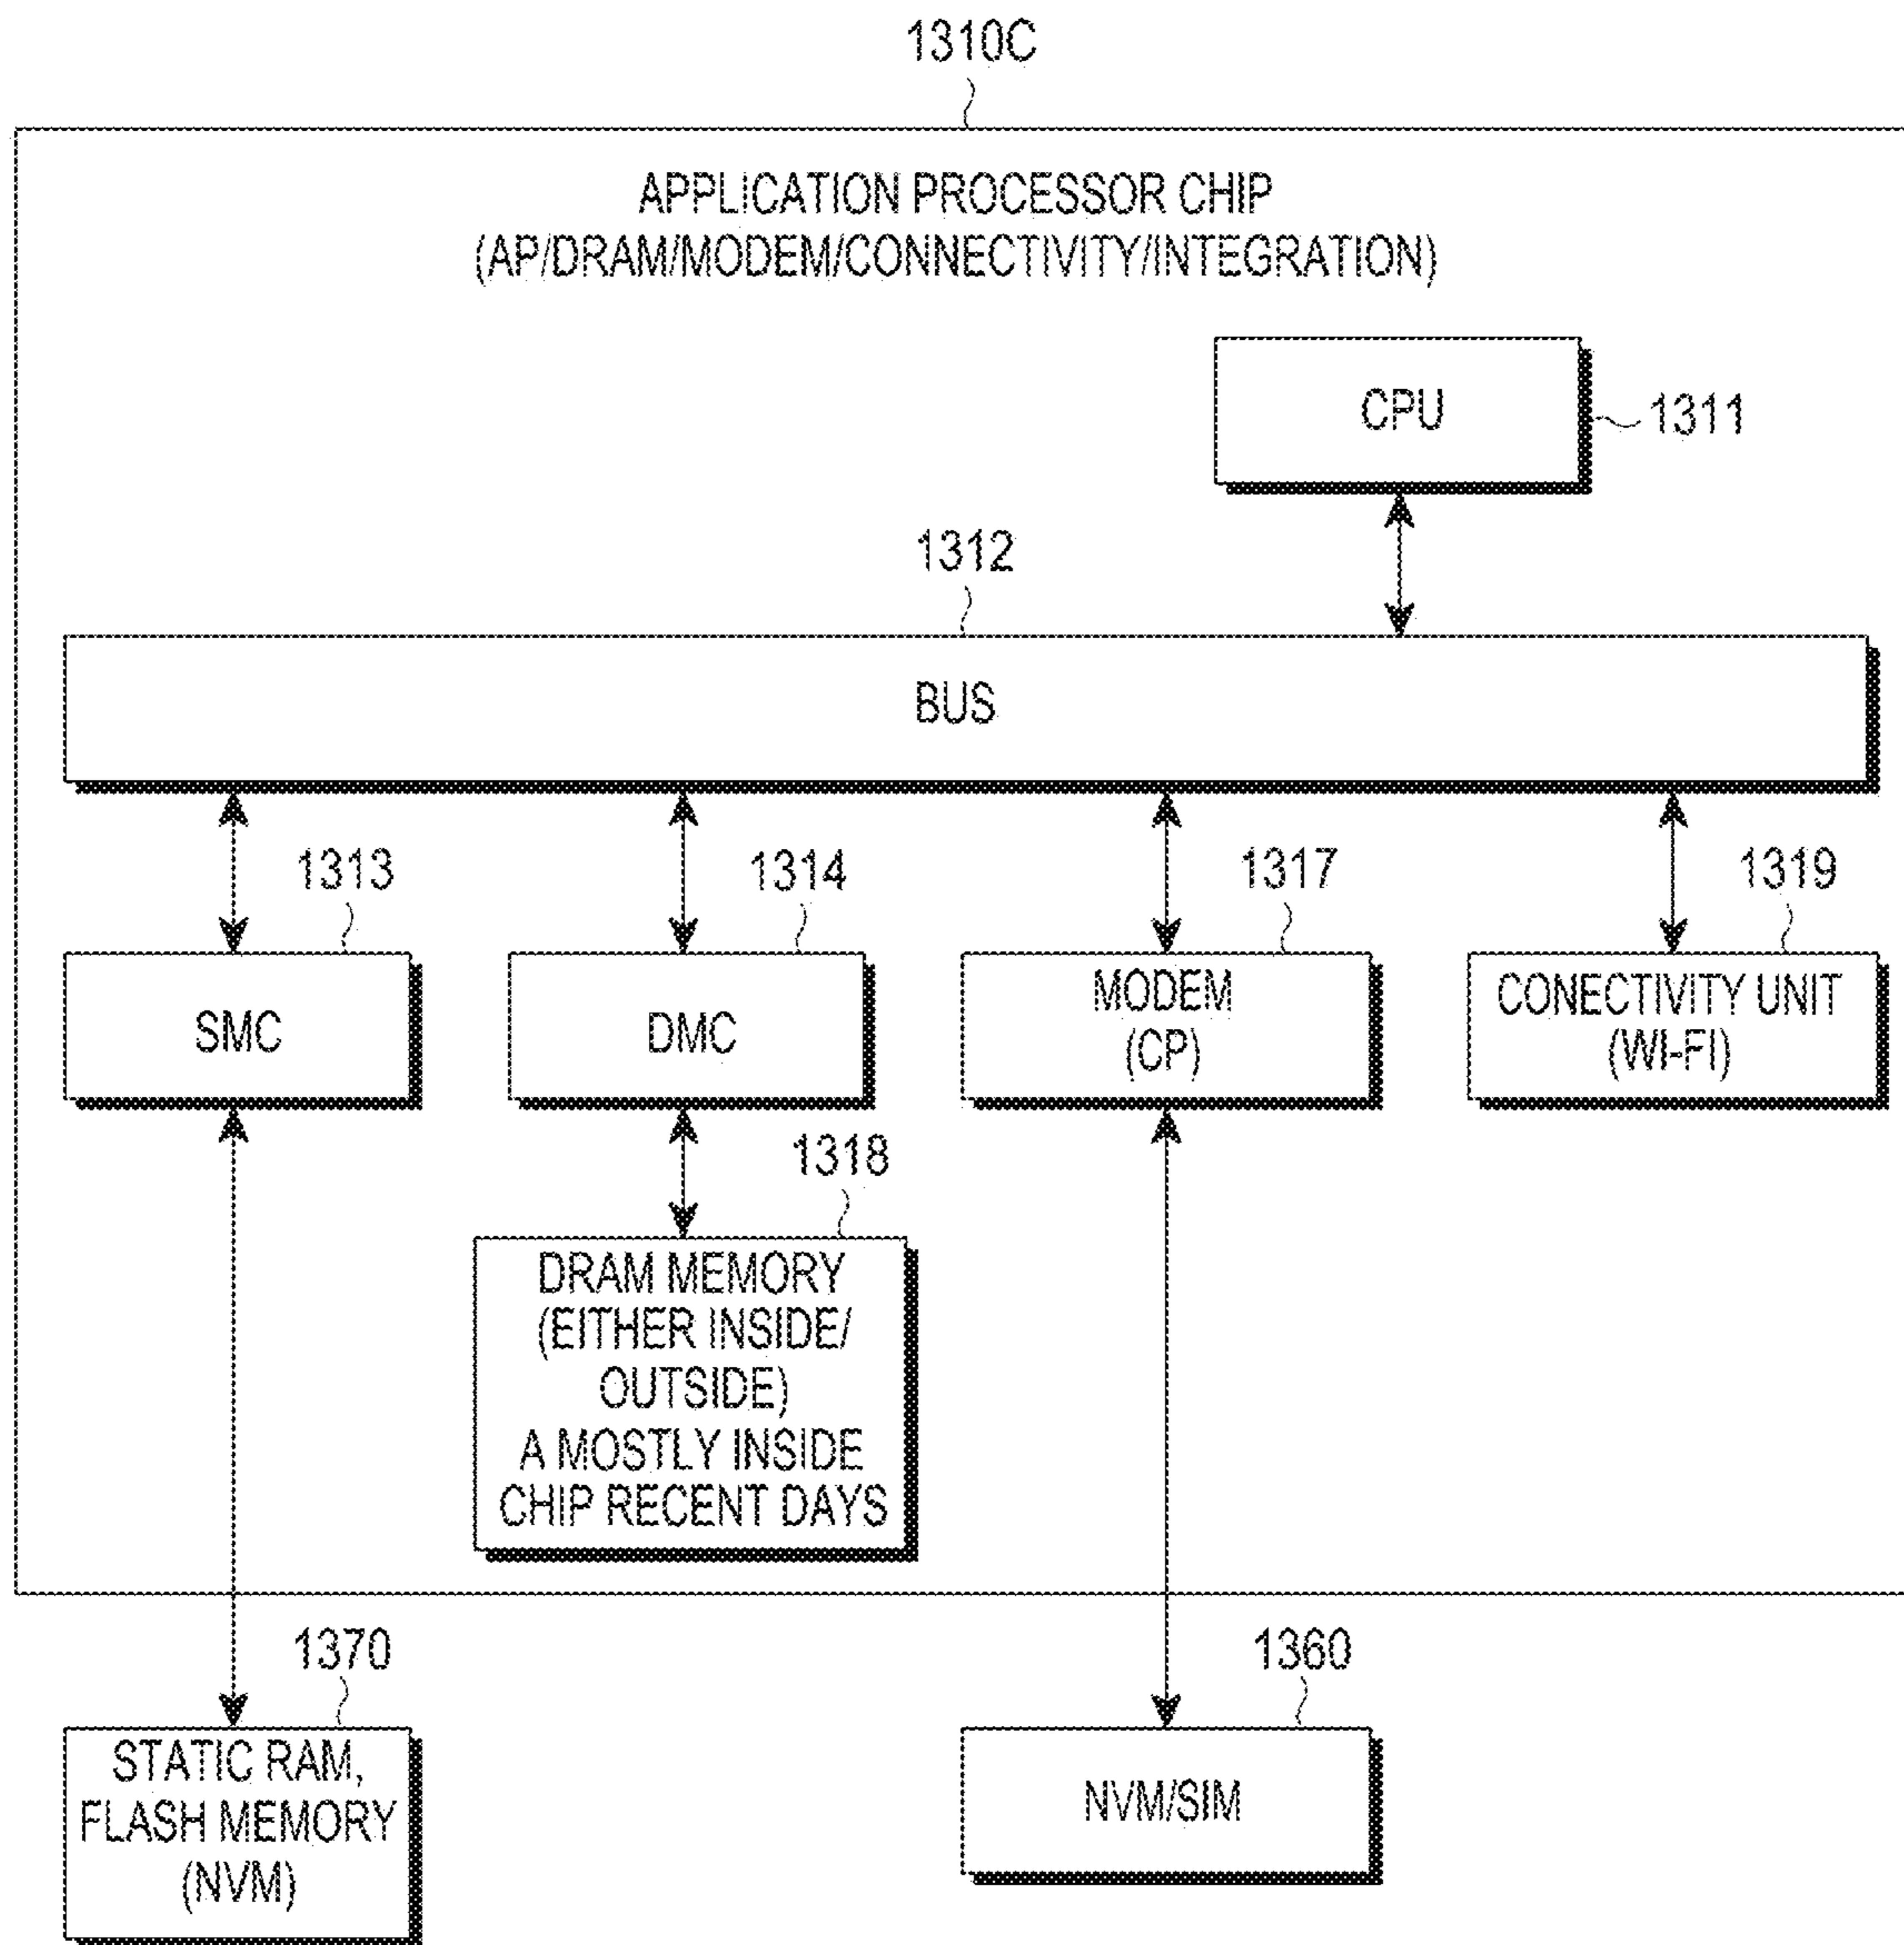 1310C
APPLICATION PROCESSOR CHIP
(AP/DRAM/MODEM/CONNECTIVITY/INTEGRATION)
CPU
1311
1312
BUS
1313
1314
1317
1319
SMC
DMC
MODEM
(CP)
CONECTIVITY UNIT
(WI-FI)
1318
DRAM MEMORY
(EITHER INSIDE/
OUTSIDE)
A MOSTLY INSIDE
CHIP RECENT DAYS
1370
1360
STATIC RAM,
FLASH MEMORY
(NVM)
NVM/SIM